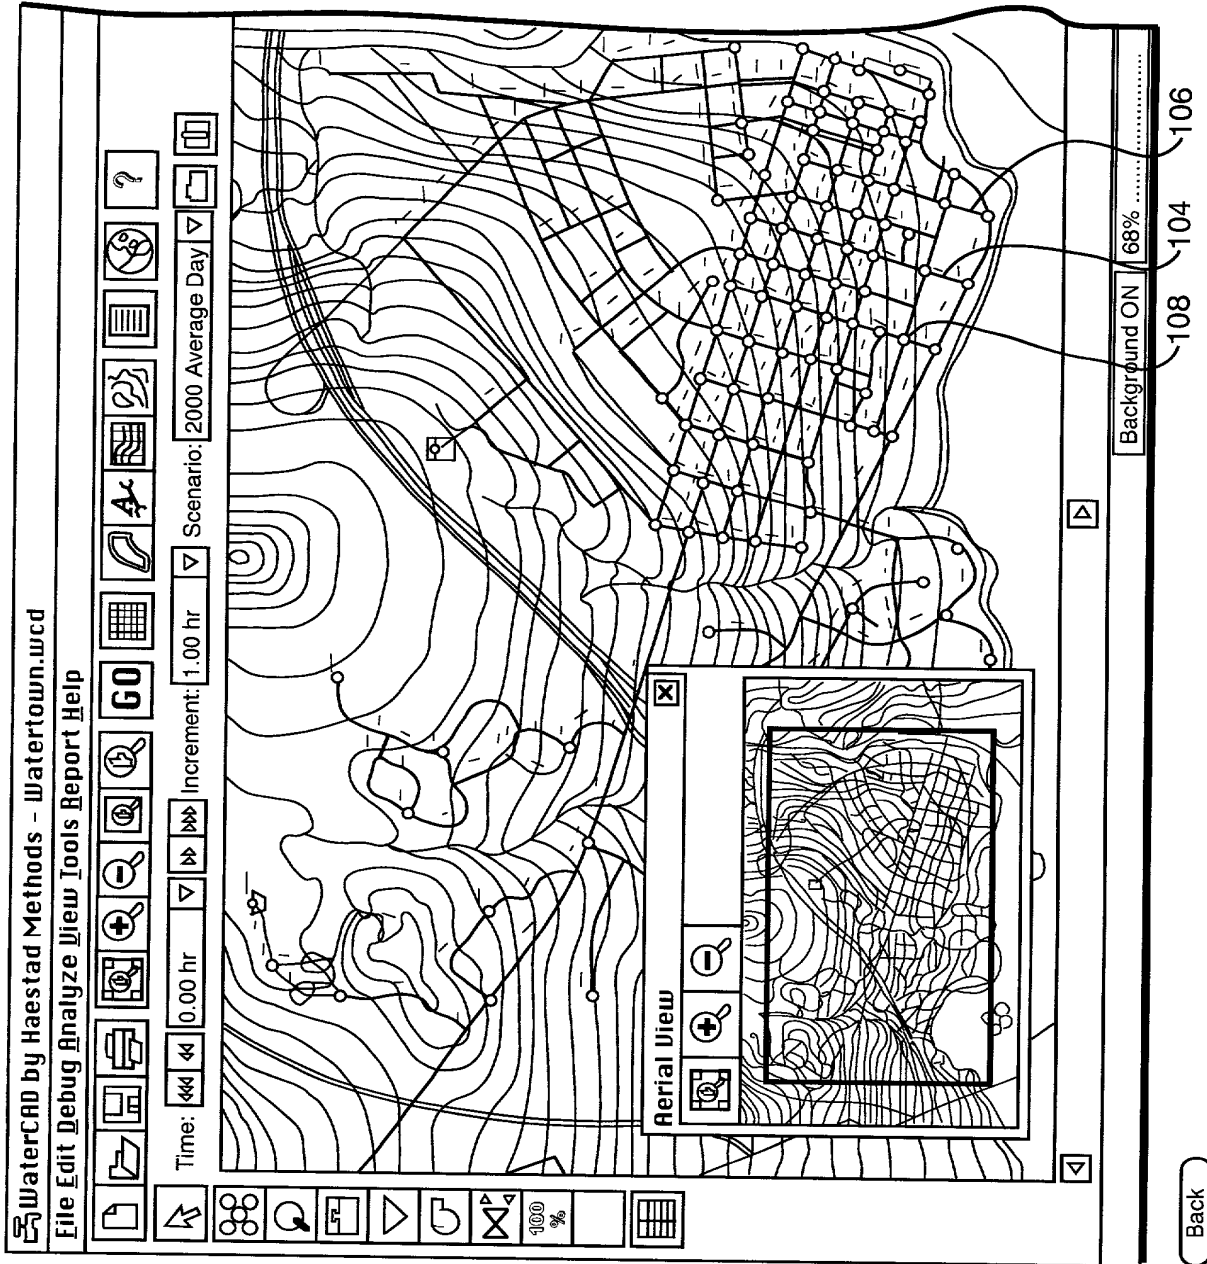 WaterCAD by Haestad Methods - Watertown.wcd
File Edit Debug Analyze View Tools Report Help
GO
?
Time: 0.00 hr Increment: 1.00 hr Scenario: 2000 Average Day
100
%
Aerial View
Background ON 68%
108
104
106
Back